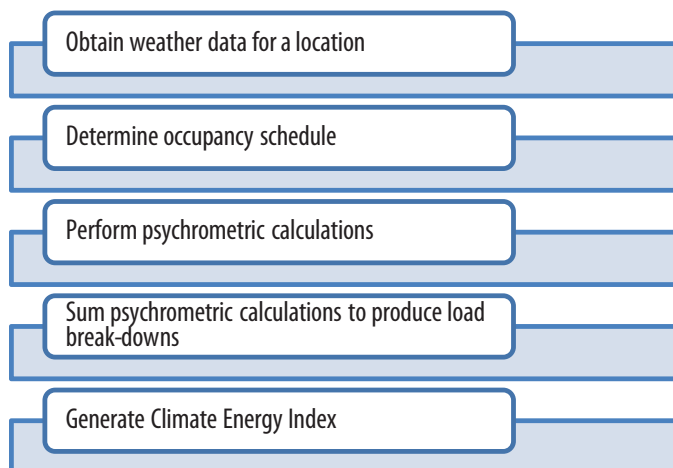 Obtain weather data for a location
Determine occupancy schedule
Perform psychrometric calculations
Sum psychrometric calculations to produce load
break-downs
Generate Climate Energy Index